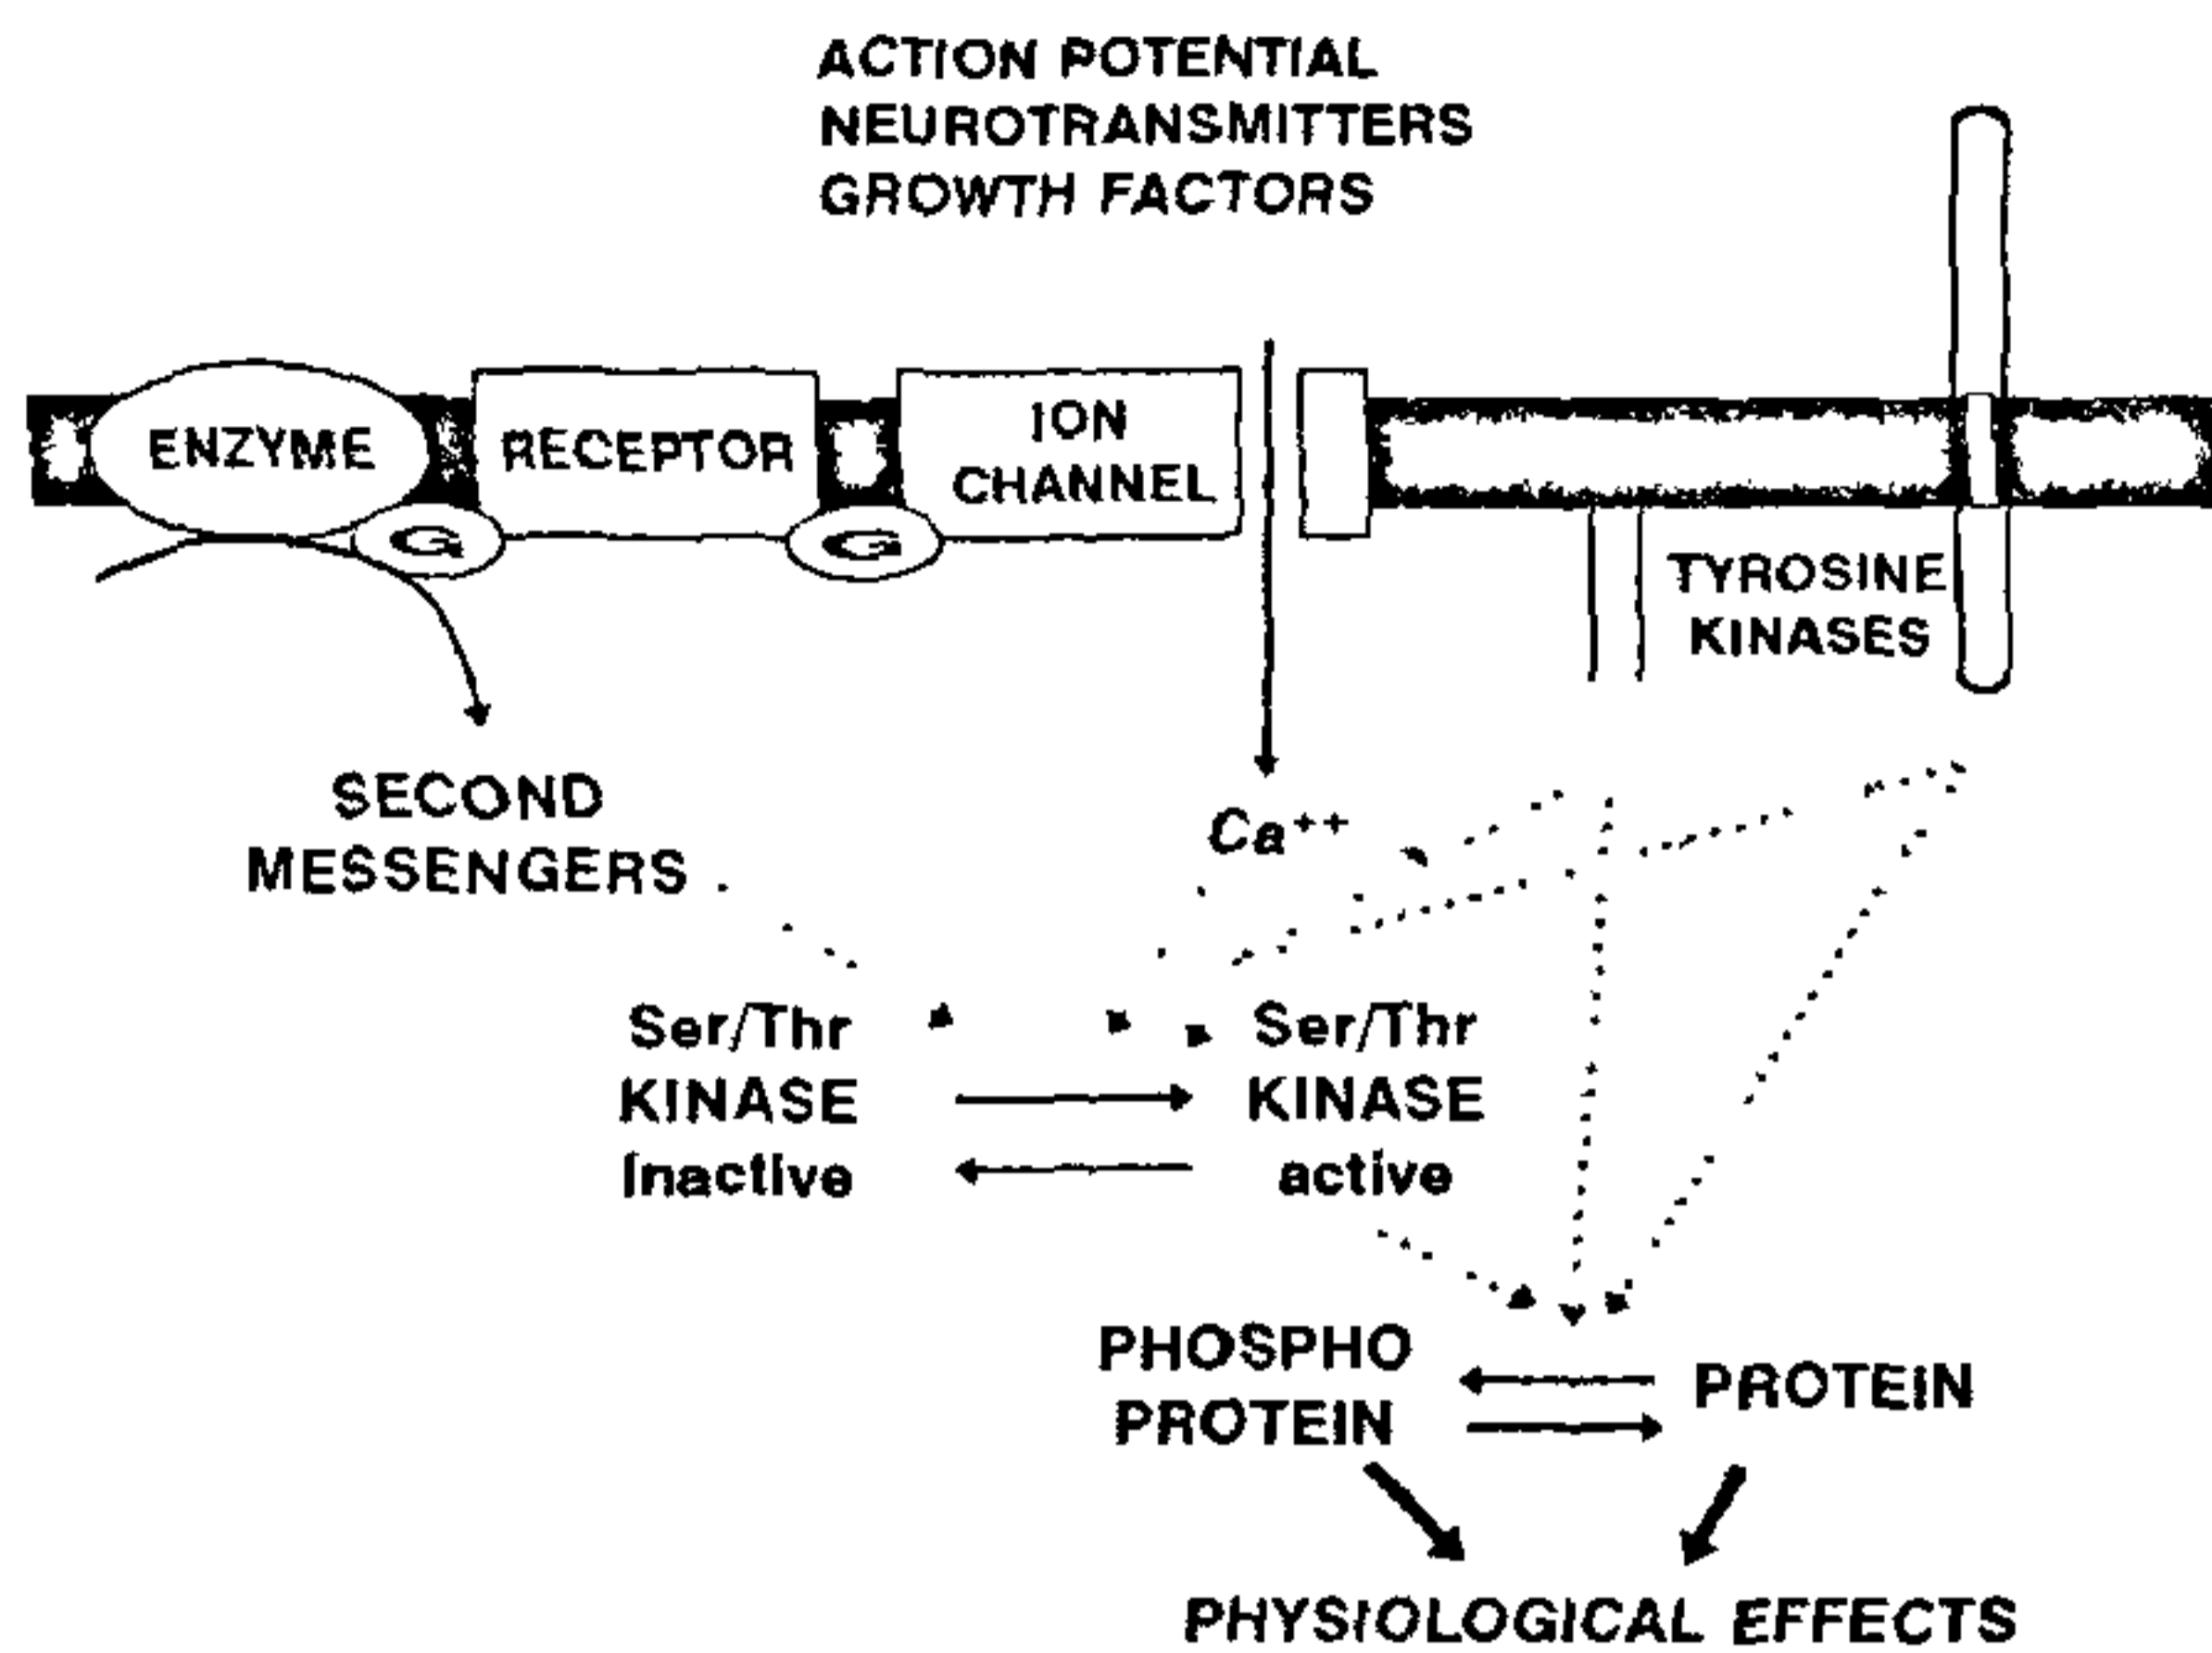 ACTION POTENTIAL
NEUROTRANSMITTERS
GROWTH FACTORS
ENZYME
RECEPTOR
ION
CHANNEL
G
G
TYROSINE
KINASES
SECOND
MESSENGERS
Ca++
Ser/Thr
KINASE
Inactive
Ser/Thr
KINASE
active
PHOSPHO
PROTEIN
PROTEIN
PHYSIOLOGICAL EFFECTS